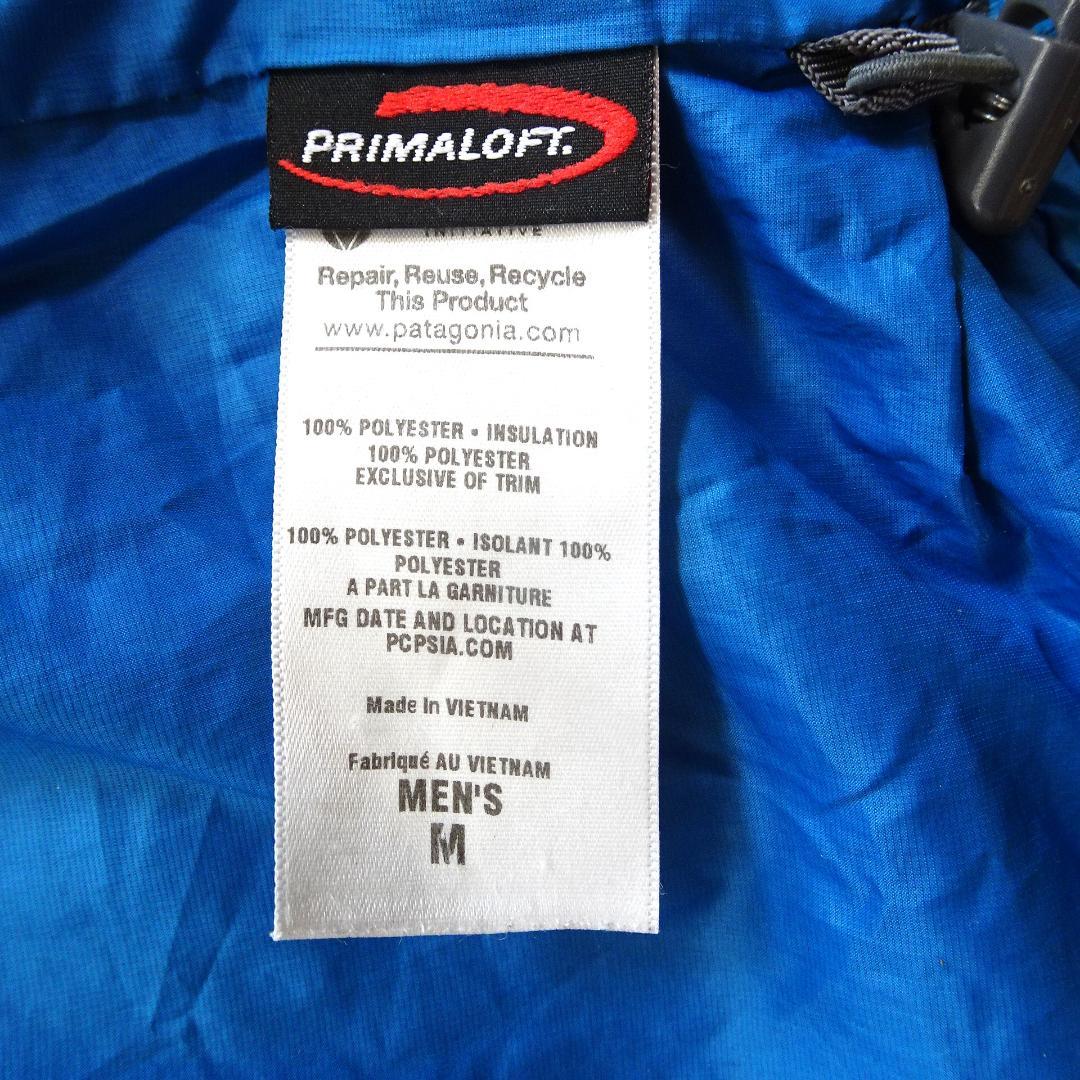 PRIMALOFT.
INITIATIVE
Repair, Reuse, Recycle
This Product
www.patagonia.com
100% POLYESTER • INSULATION
100% POLYESTER
EXCLUSIVE OF TRIM
100% POLYESTER • ISOLANT 100%
POLYESTER
A PART LA GARNITURE
MFG DATE AND LOCATION AT
PCPSIA.COM
Made In VIETNAM
Fabriqué AU VIETNAM
MEN'S
M